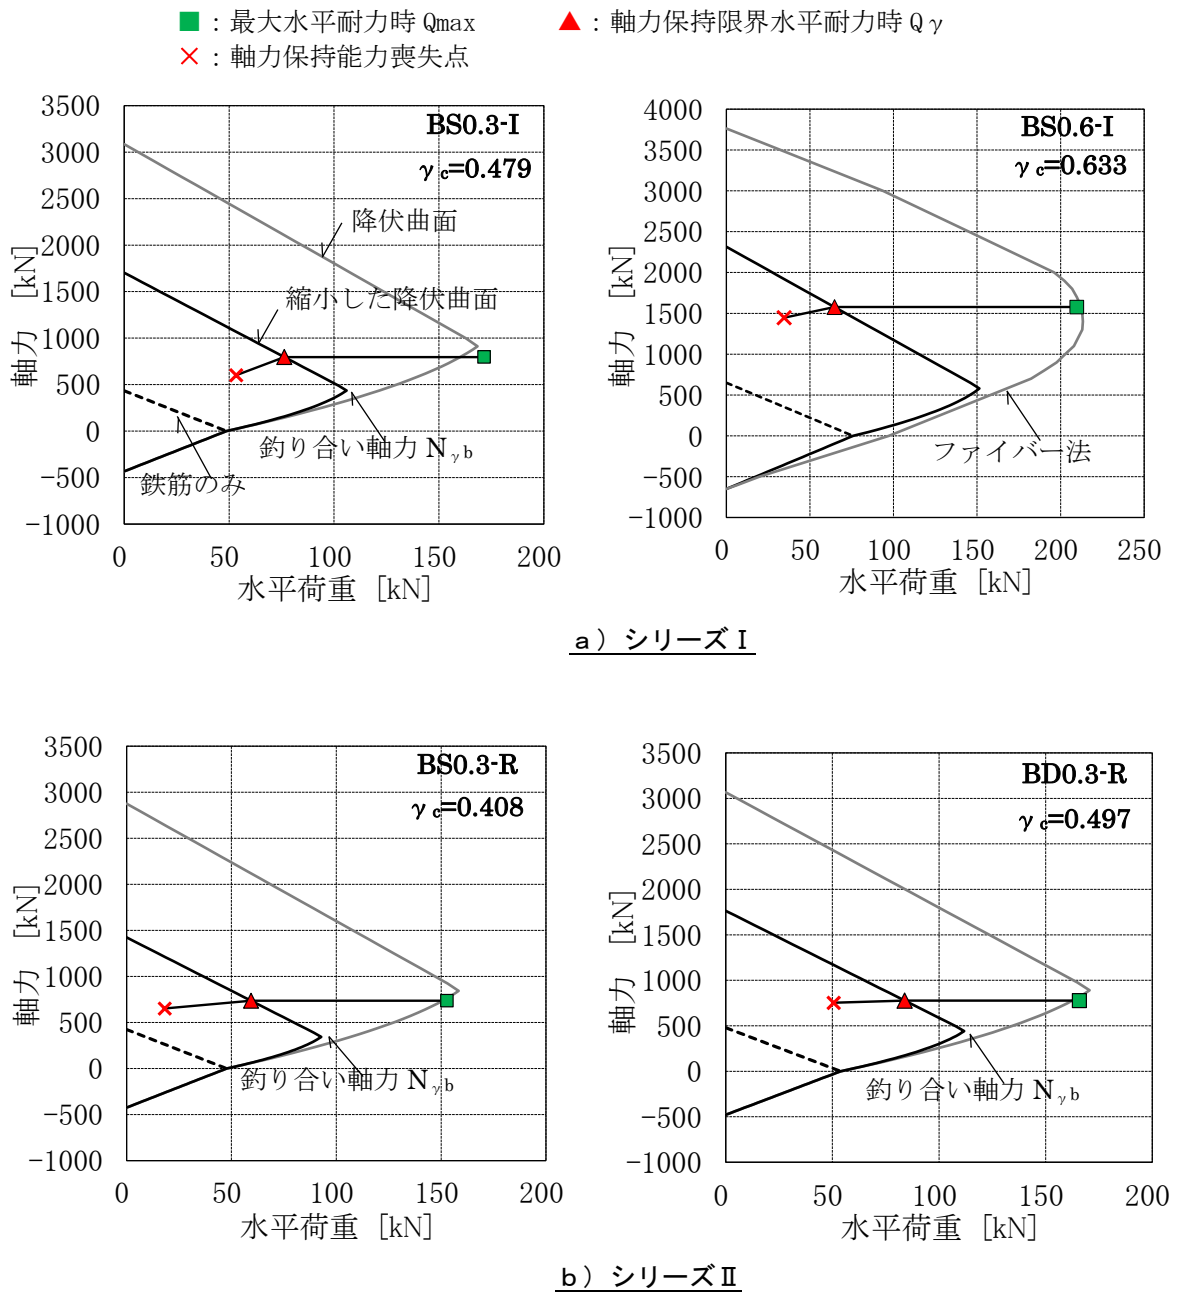 ■：最大水平耐力時 Qmax　▲：軸力保持限界水平耐力時 Qγ
×：軸力保持能力喪失点
3500
3000
2500
2000
1500
1000
500
0
-500
-1000
軸力 [kN]
BS0.3-I
γc=0.479
降伏曲面
縮小した降伏曲面
釣り合い軸力 Nγb
鉄筋のみ
0 50 100 150 200
水平荷重 [kN]
4000
3500
3000
2500
2000
1500
1000
500
0
-500
-1000
軸力 [kN]
BS0.6-I
γc=0.633
ファイバー法
0 50 100 150 200 250
水平荷重 [kN]
a）シリーズⅠ
3500
3000
2500
2000
1500
1000
500
0
-500
-1000
軸力 [kN]
BS0.3-R
γc=0.408
釣り合い軸力 Nγb
0 50 100 150 200
水平荷重 [kN]
3500
3000
2500
2000
1500
1000
500
0
-500
-1000
軸力 [kN]
BD0.3-R
γc=0.497
釣り合い軸力 Nγb
0 50 100 150 200
水平荷重 [kN]
b）シリーズⅡ